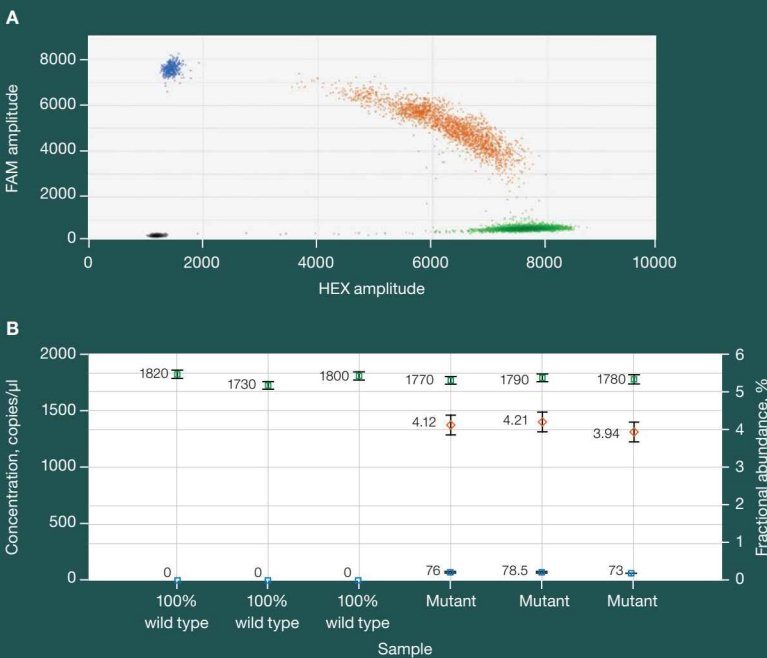 A
FAM amplitude
8000
6000
4000
2000
0
0 2000 4000 6000 8000 10000
HEX amplitude
B
Concentration, copies/µl
Fractional abundance, %
2000
1500
1000
500
0
6
5
4
3
2
1
0
1820 1730 1800 1770 1790 1780
4.12 4.21 3.94
0 0 0 76 78.5 73
100% 100% 100% Mutant Mutant Mutant
wild type wild type wild type
Sample